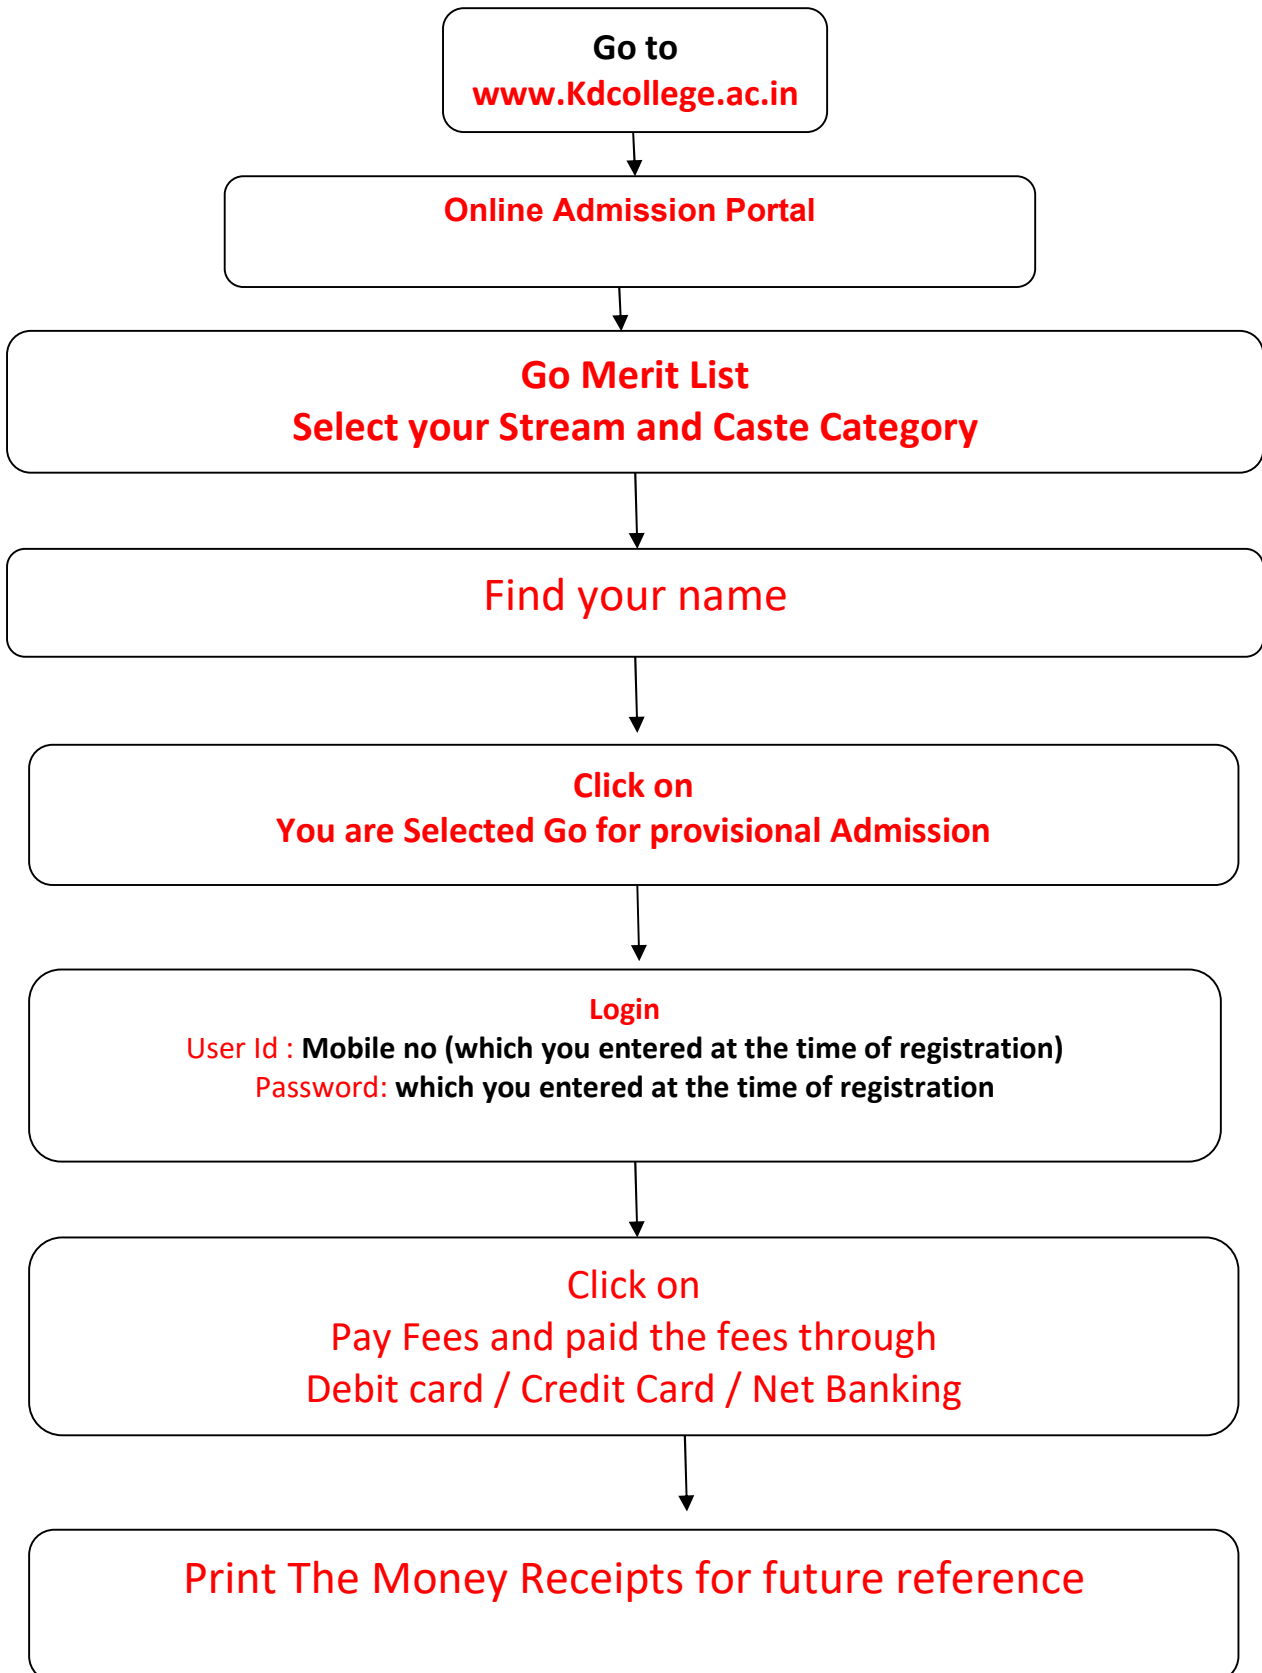 Go to
www.Kdcollege.ac.in
Online Admission Portal
Go Merit List
Select your Stream and Caste Category
Find your name
Click on
You are Selected Go for provisional Admission
Login
User Id : Mobile no (which you entered at the time of registration)
Password: which you entered at the time of registration
Click on
Pay Fees and paid the fees through
Debit card / Credit Card / Net Banking
Print The Money Receipts for future reference